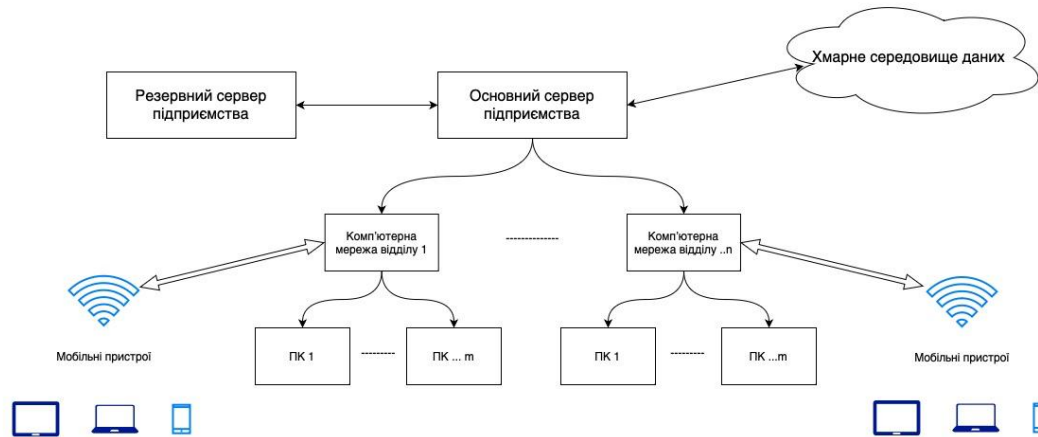 Хмарне середовище даних
Резервний сервер
підприємства
Основний сервер
підприємства
Комп'ютерна
мережа відділу 1
--------------
Комп'ютерна
мережа відділу ..n
Мобільні пристрої
ПК 1
---------
ПК ... m
ПК 1
---------
ПК ...m
Мобільні пристрої